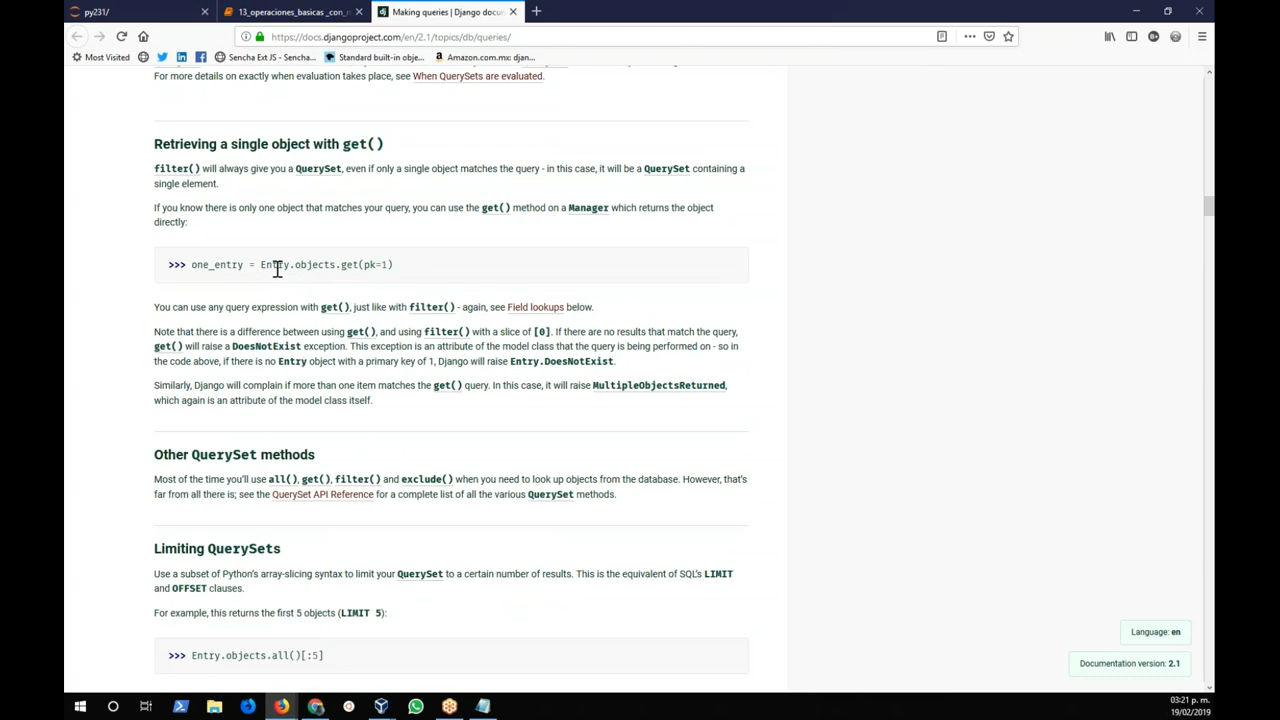 py231/
13_operaciones_basicas _con_m
Making queries | Django docum
https://docs.djangoproject.com/en/2.1/topics/db/queries/
Most Visited
Sencha Ext JS - Sencha...
Standard built-in obje...
Amazon.com.mx: djan...
For more details on exactly when evaluation takes place, see When QuerySets are evaluated.
Retrieving a single object with get()
filter() will always give you a QuerySet, even if only a single object matches the query - in this case, it will be a QuerySet containing a
single element.
If you know there is only one object that matches your query, you can use the get() method on a Manager which returns the object
directly:
>>> one_entry = Entry.objects.get(pk=1)
You can use any query expression with get(), just like with filter() - again, see Field lookups below.
Note that there is a difference between using get(), and using filter() with a slice of [0]. If there are no results that match the query,
get() will raise a DoesNotExist exception. This exception is an attribute of the model class that the query is being performed on - so in
the code above, if there is no Entry object with a primary key of 1, Django will raise Entry.DoesNotExist.
Similarly, Django will complain if more than one item matches the get() query. In this case, it will raise MultipleObjectsReturned,
which again is an attribute of the model class itself.
Other QuerySet methods
Most of the time you'll use all(), get(), filter() and exclude() when you need to look up objects from the database. However, that's
far from all there is; see the QuerySet API Reference for a complete list of all the various QuerySet methods.
Limiting QuerySets
Use a subset of Python's array-slicing syntax to limit your QuerySet to a certain number of results. This is the equivalent of SQL's LIMIT
and OFFSET clauses.
For example, this returns the first 5 objects (LIMIT 5):
>>> Entry.objects.all()[:5]
Language: en
Documentation version: 2.1
03:21 p. m.
19/02/2019